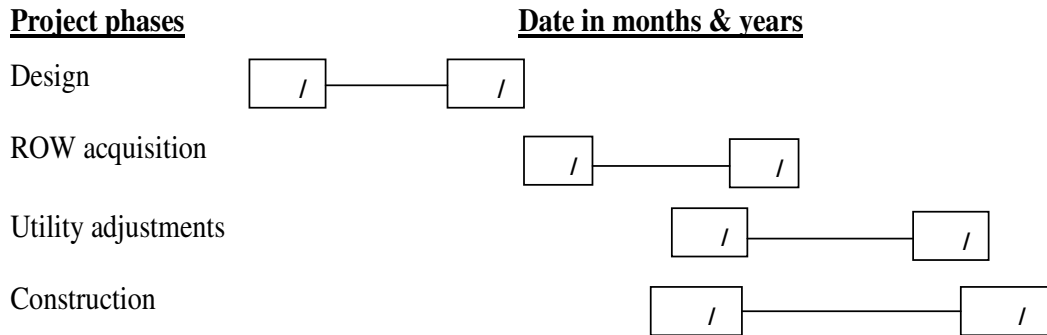 Project phases Date in months & years
Design / /
ROW acquisition / /
Utility adjustments / /
Construction / /